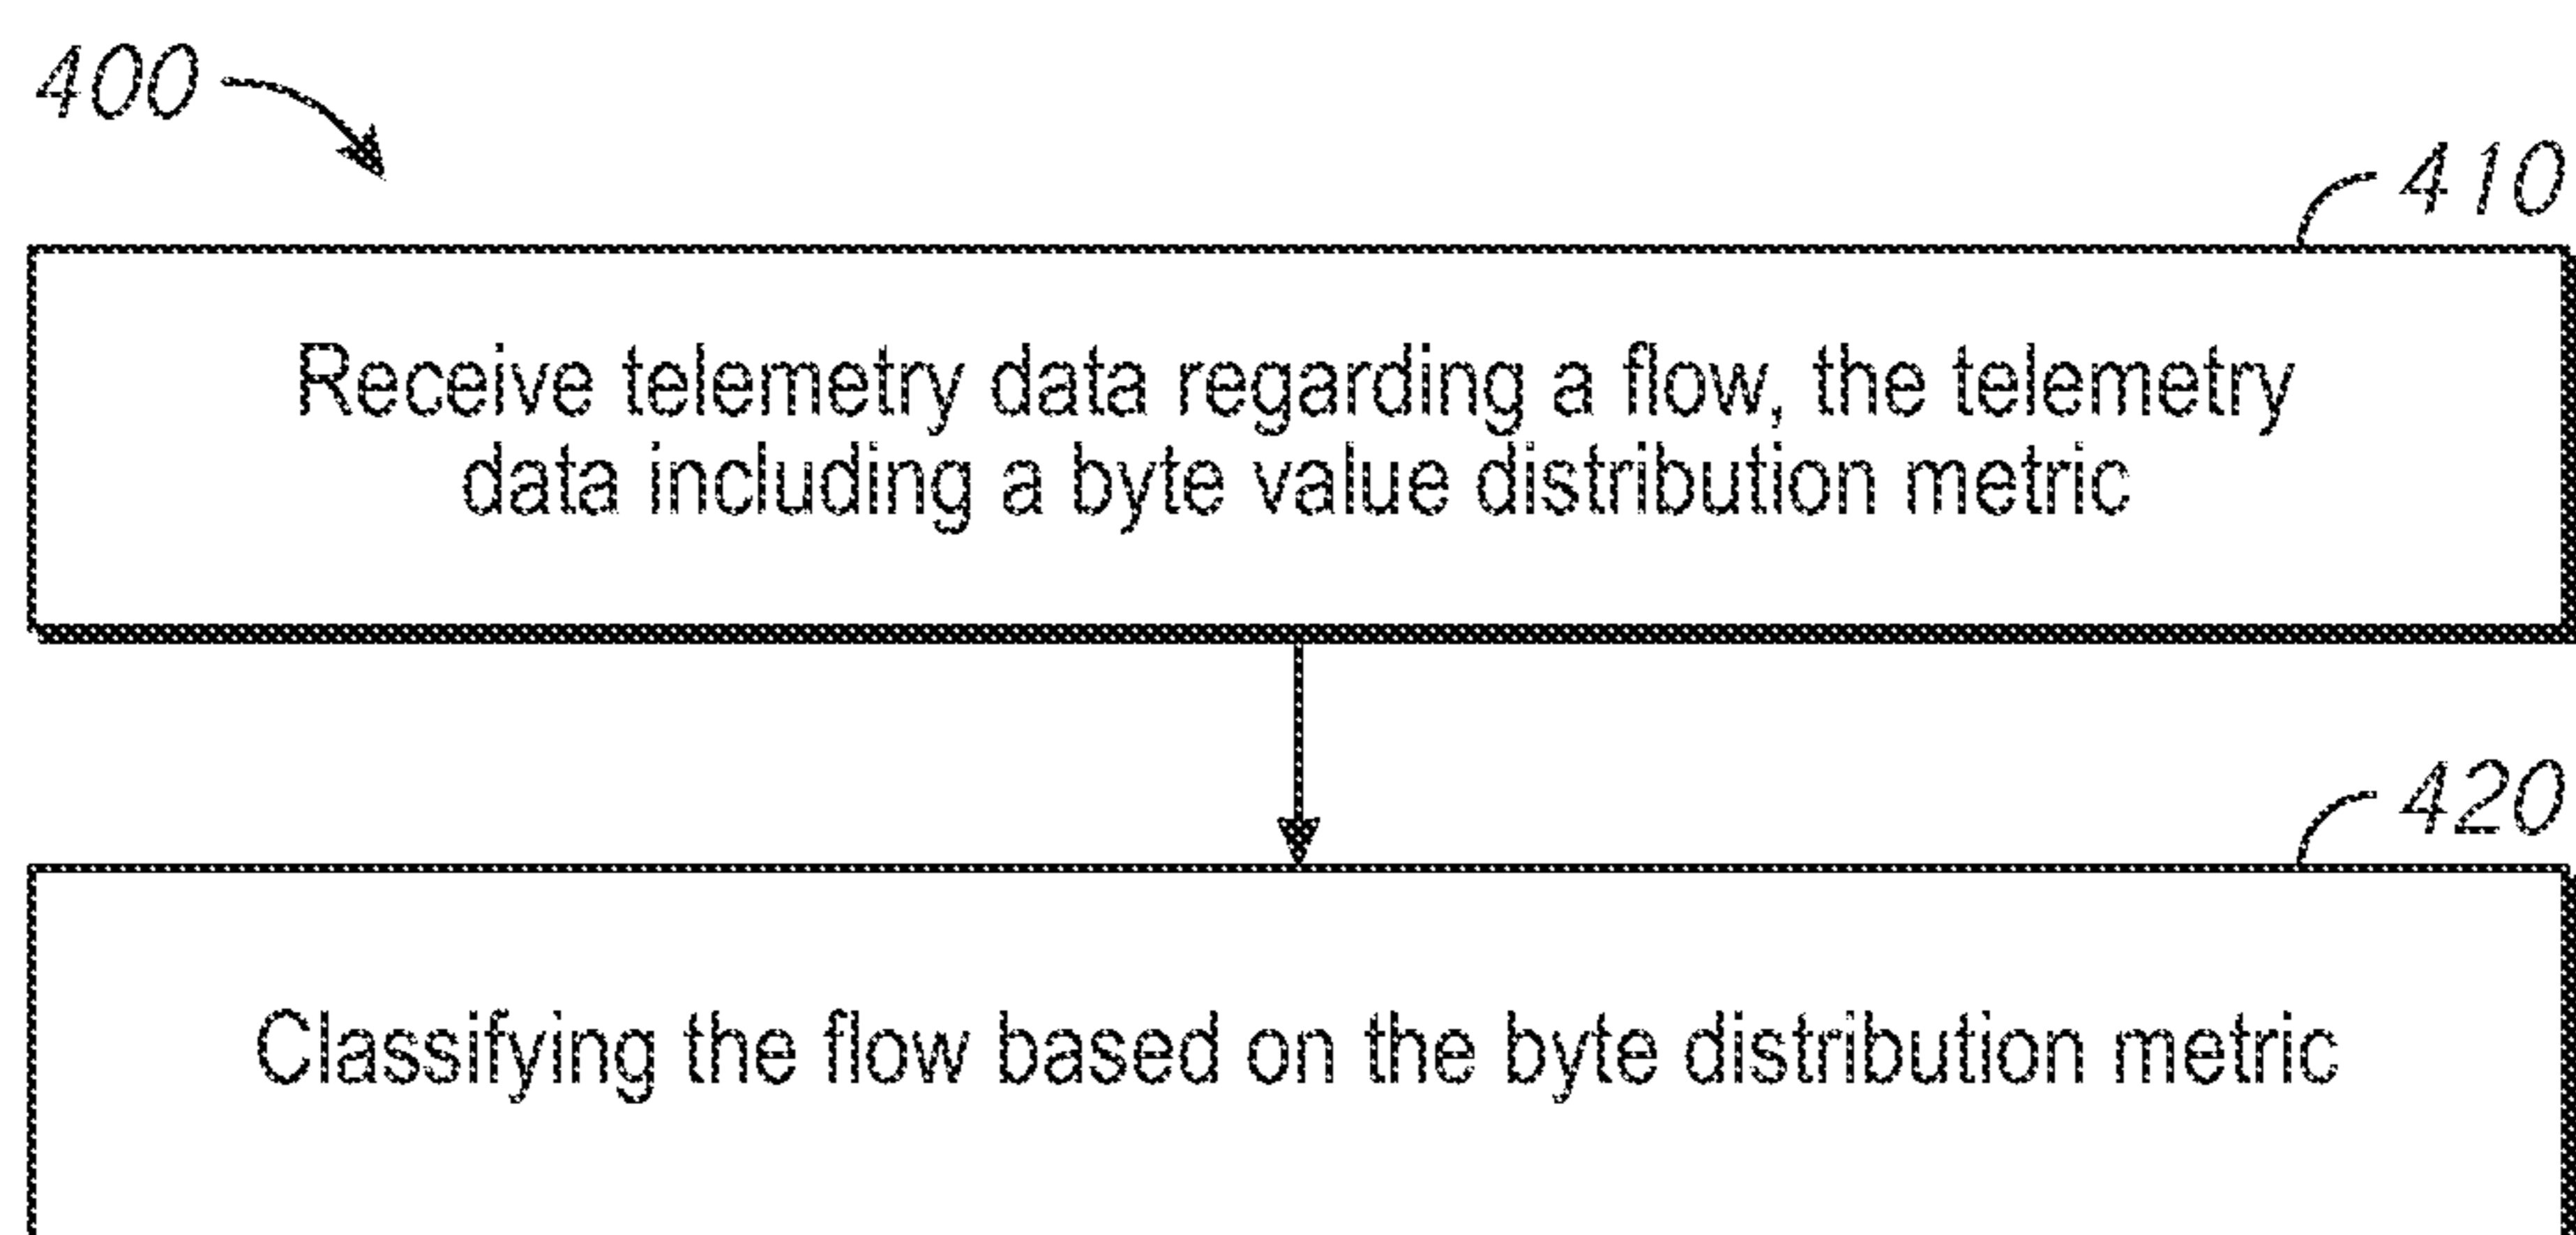 400
410
Receive telemetry data regarding a flow, the telemetry
data including a byte value distribution metric
420
Classifying the flow based on the byte distribution metric